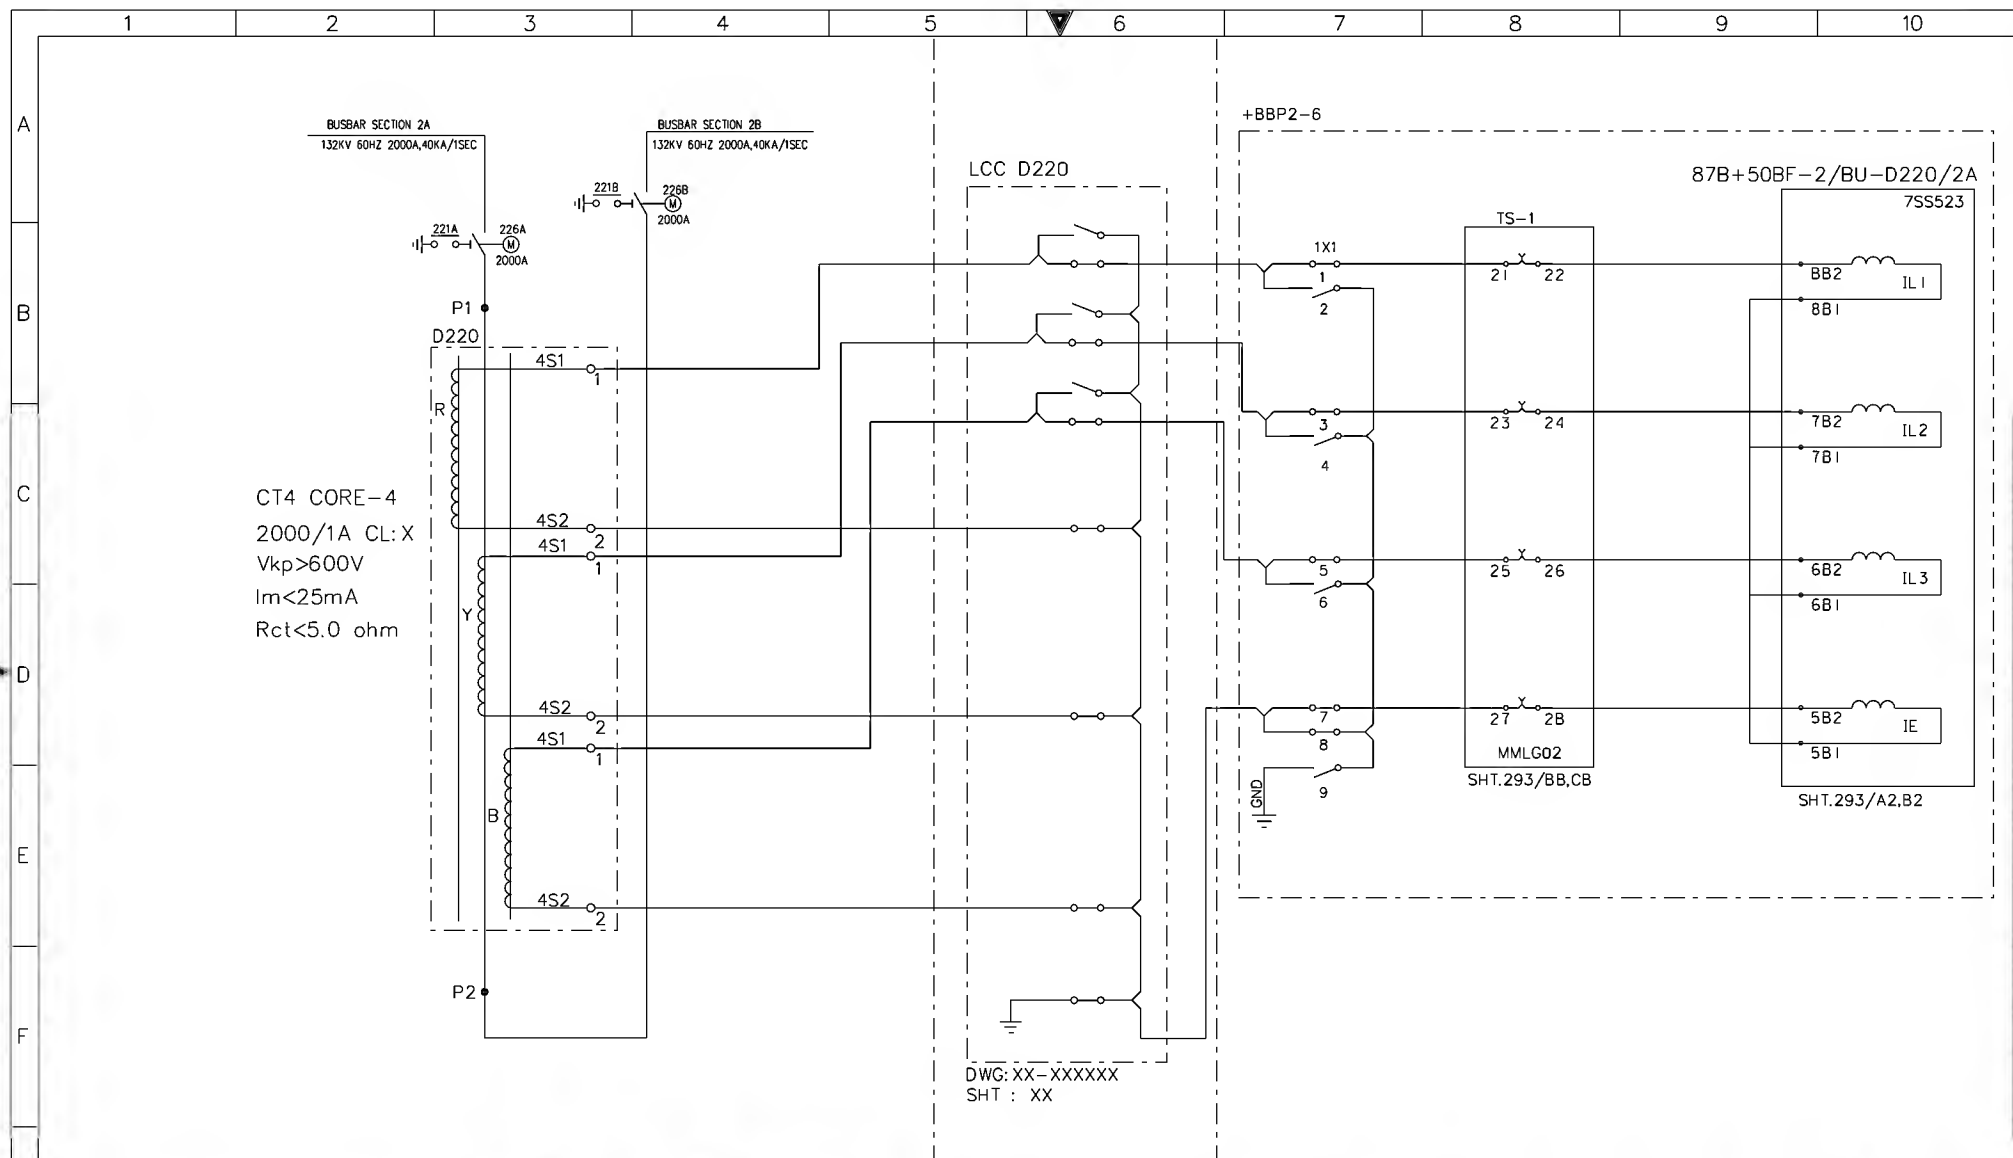 1 2 3 4 5 6 7 8 9 10
A
B
C
D
E
F
BUSBAR SECTION 2A
132KV 60HZ 2000A,40KA/1SEC
BUSBAR SECTION 2B
132KV 60HZ 2000A,40KA/1SEC
221B 226B
M
2000A
221A 226A
M
2000A
P1
D220
4S1
1
R
4S2
2
4S1
1
Y
4S2
2
4S1
1
B
4S2
2
P2
CT4 CORE-4
2000/1A CL:X
Vkp>600V
Im<25mA
Rct<5.0 ohm
LCC D220
DWG:XX-XXXXXX
SHT : XX
+BBP2-6
1X1
1
2
3
4
5
6
7
8
9
GND
TS-1
21 22
23 24
25 26
27 2B
MMLG02
SHT.293/BB,CB
87B+50BF-2/BU-D220/2A
7SS523
BB2
IL1
8B1
7B2
IL2
7B1
6B2
IL3
6B1
5B2
IE
5B1
SHT.293/A2,B2